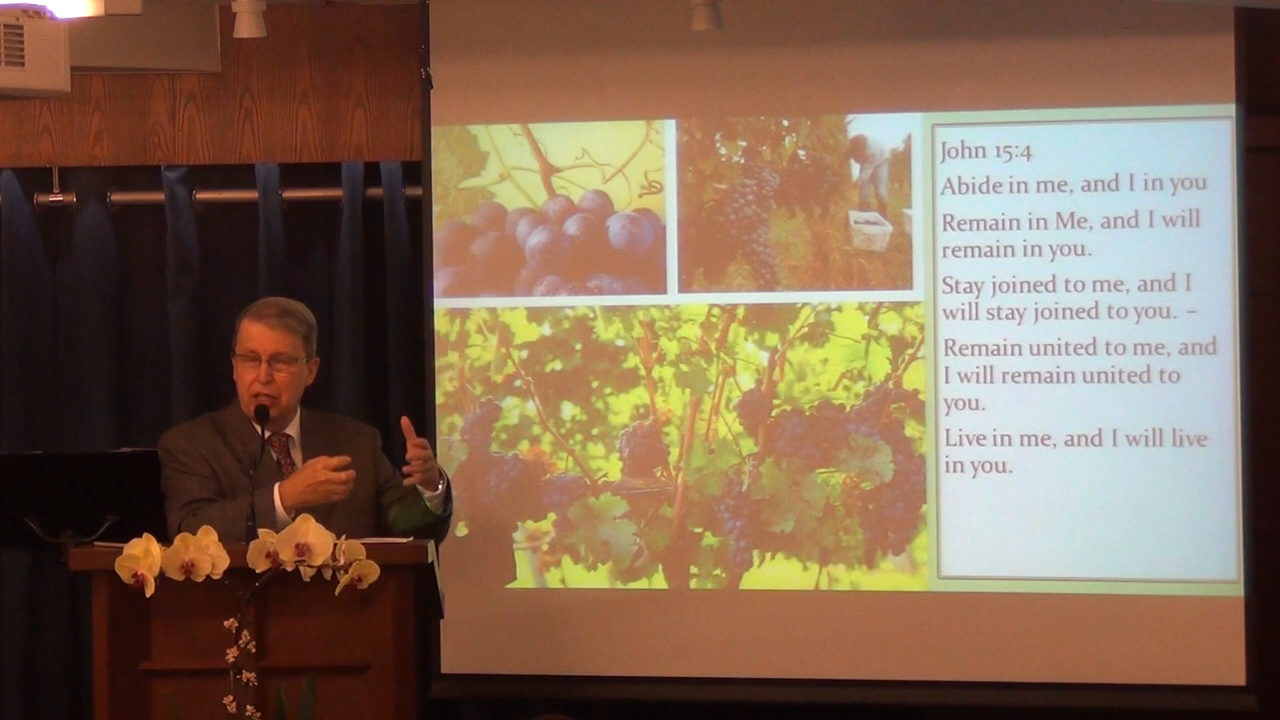 John 15:4
Abide in me, and I in you
Remain in Me, and I will
remain in you.
Stay joined to me, and I
will stay joined to you. –
Remain united to me, and
I will remain united to
you.
Live in me, and I will live
in you.